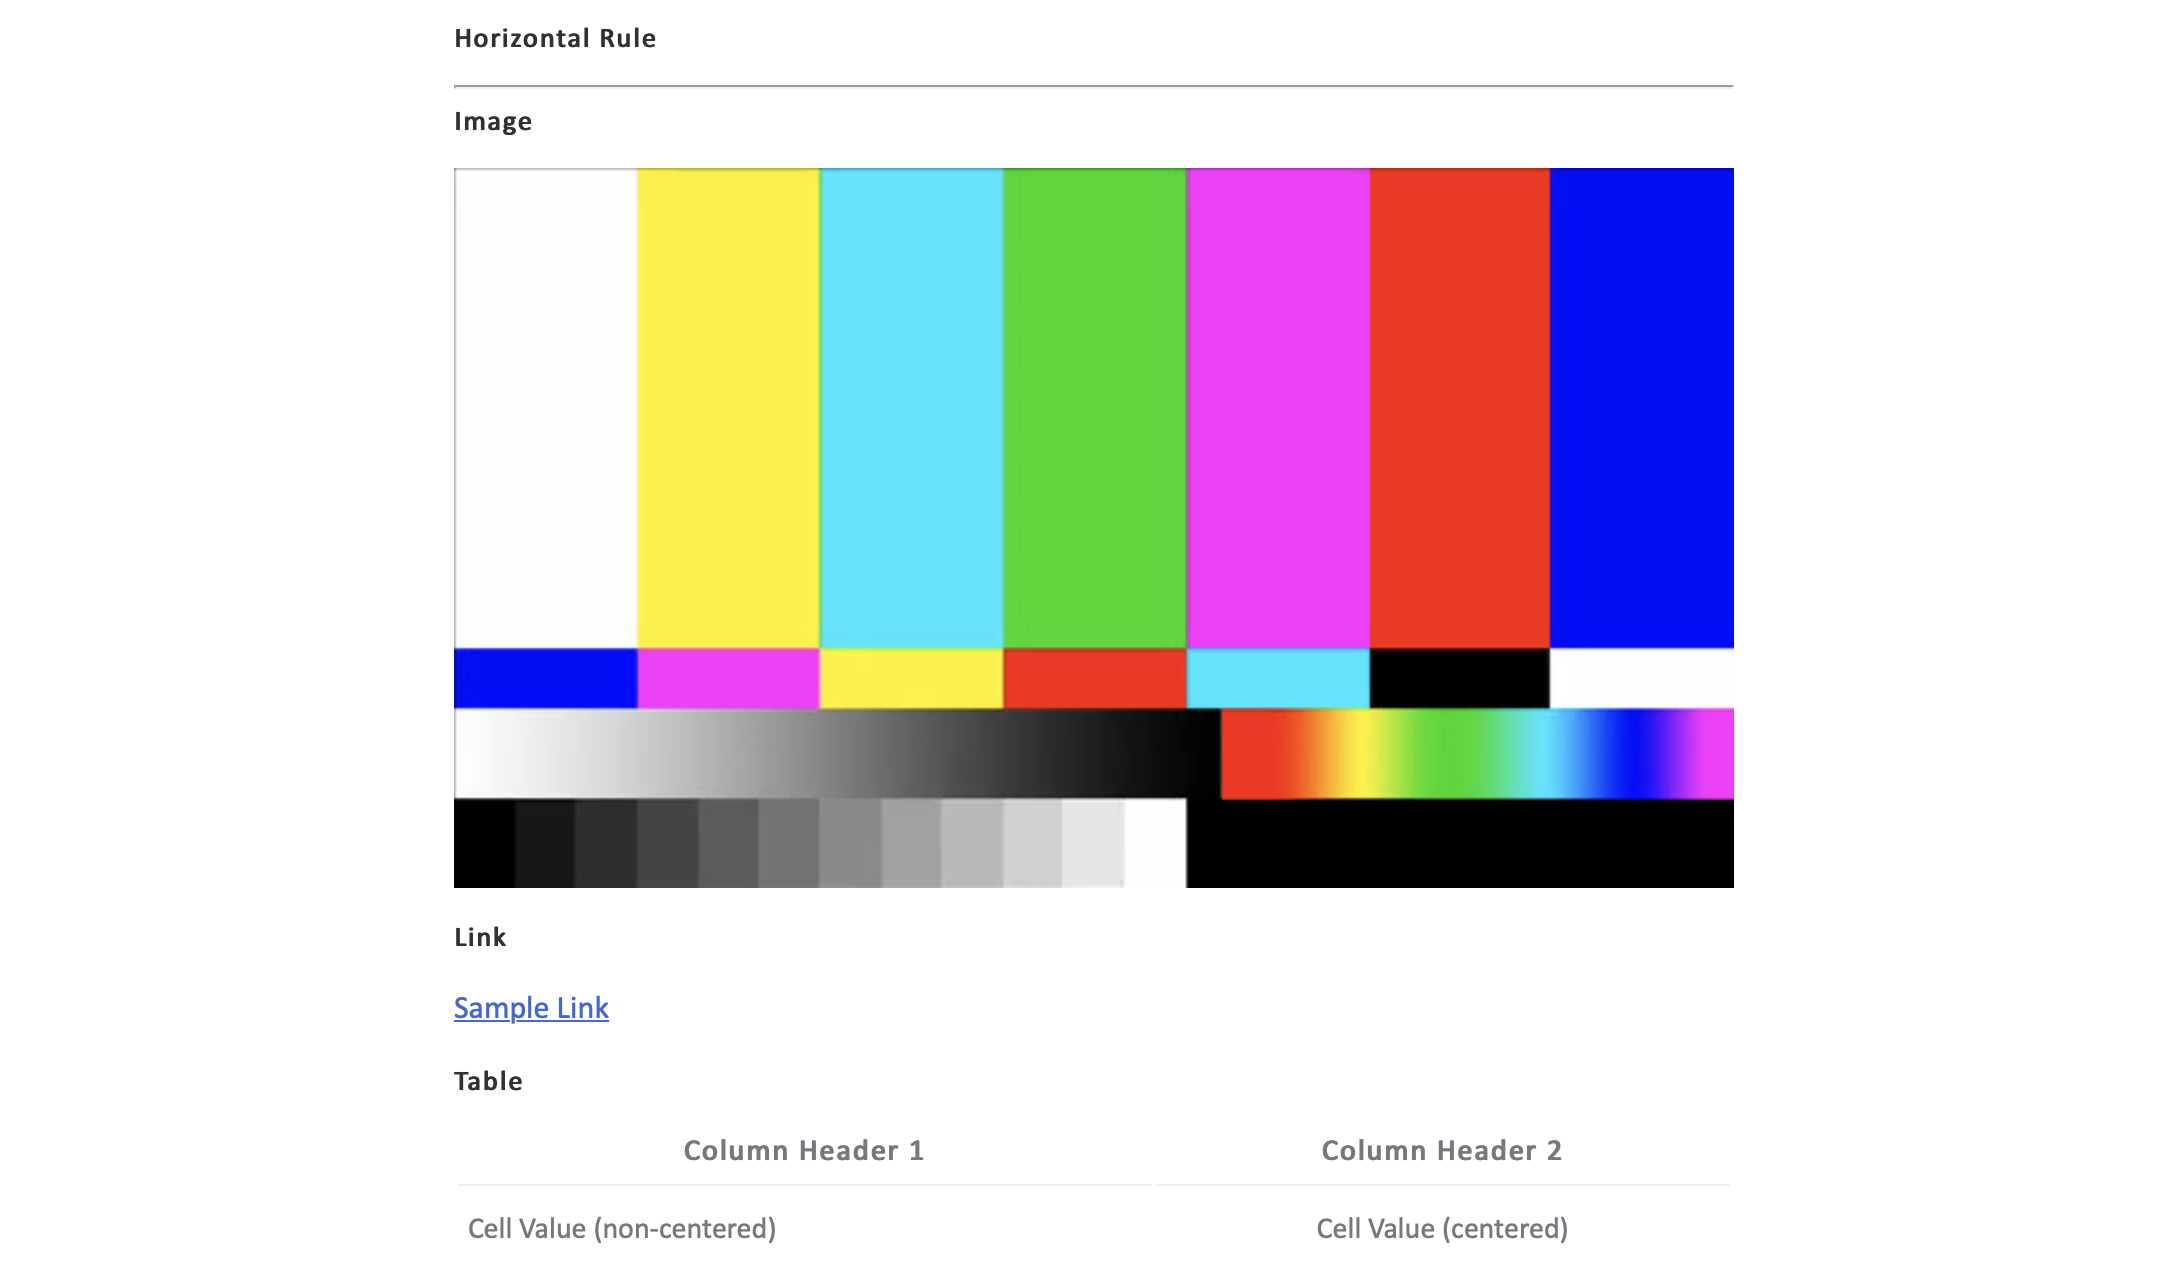 Horizontal Rule
Image
Link
Sample Link
Table
Column Header 1 Column Header 2
Cell Value (non-centered) Cell Value (centered)